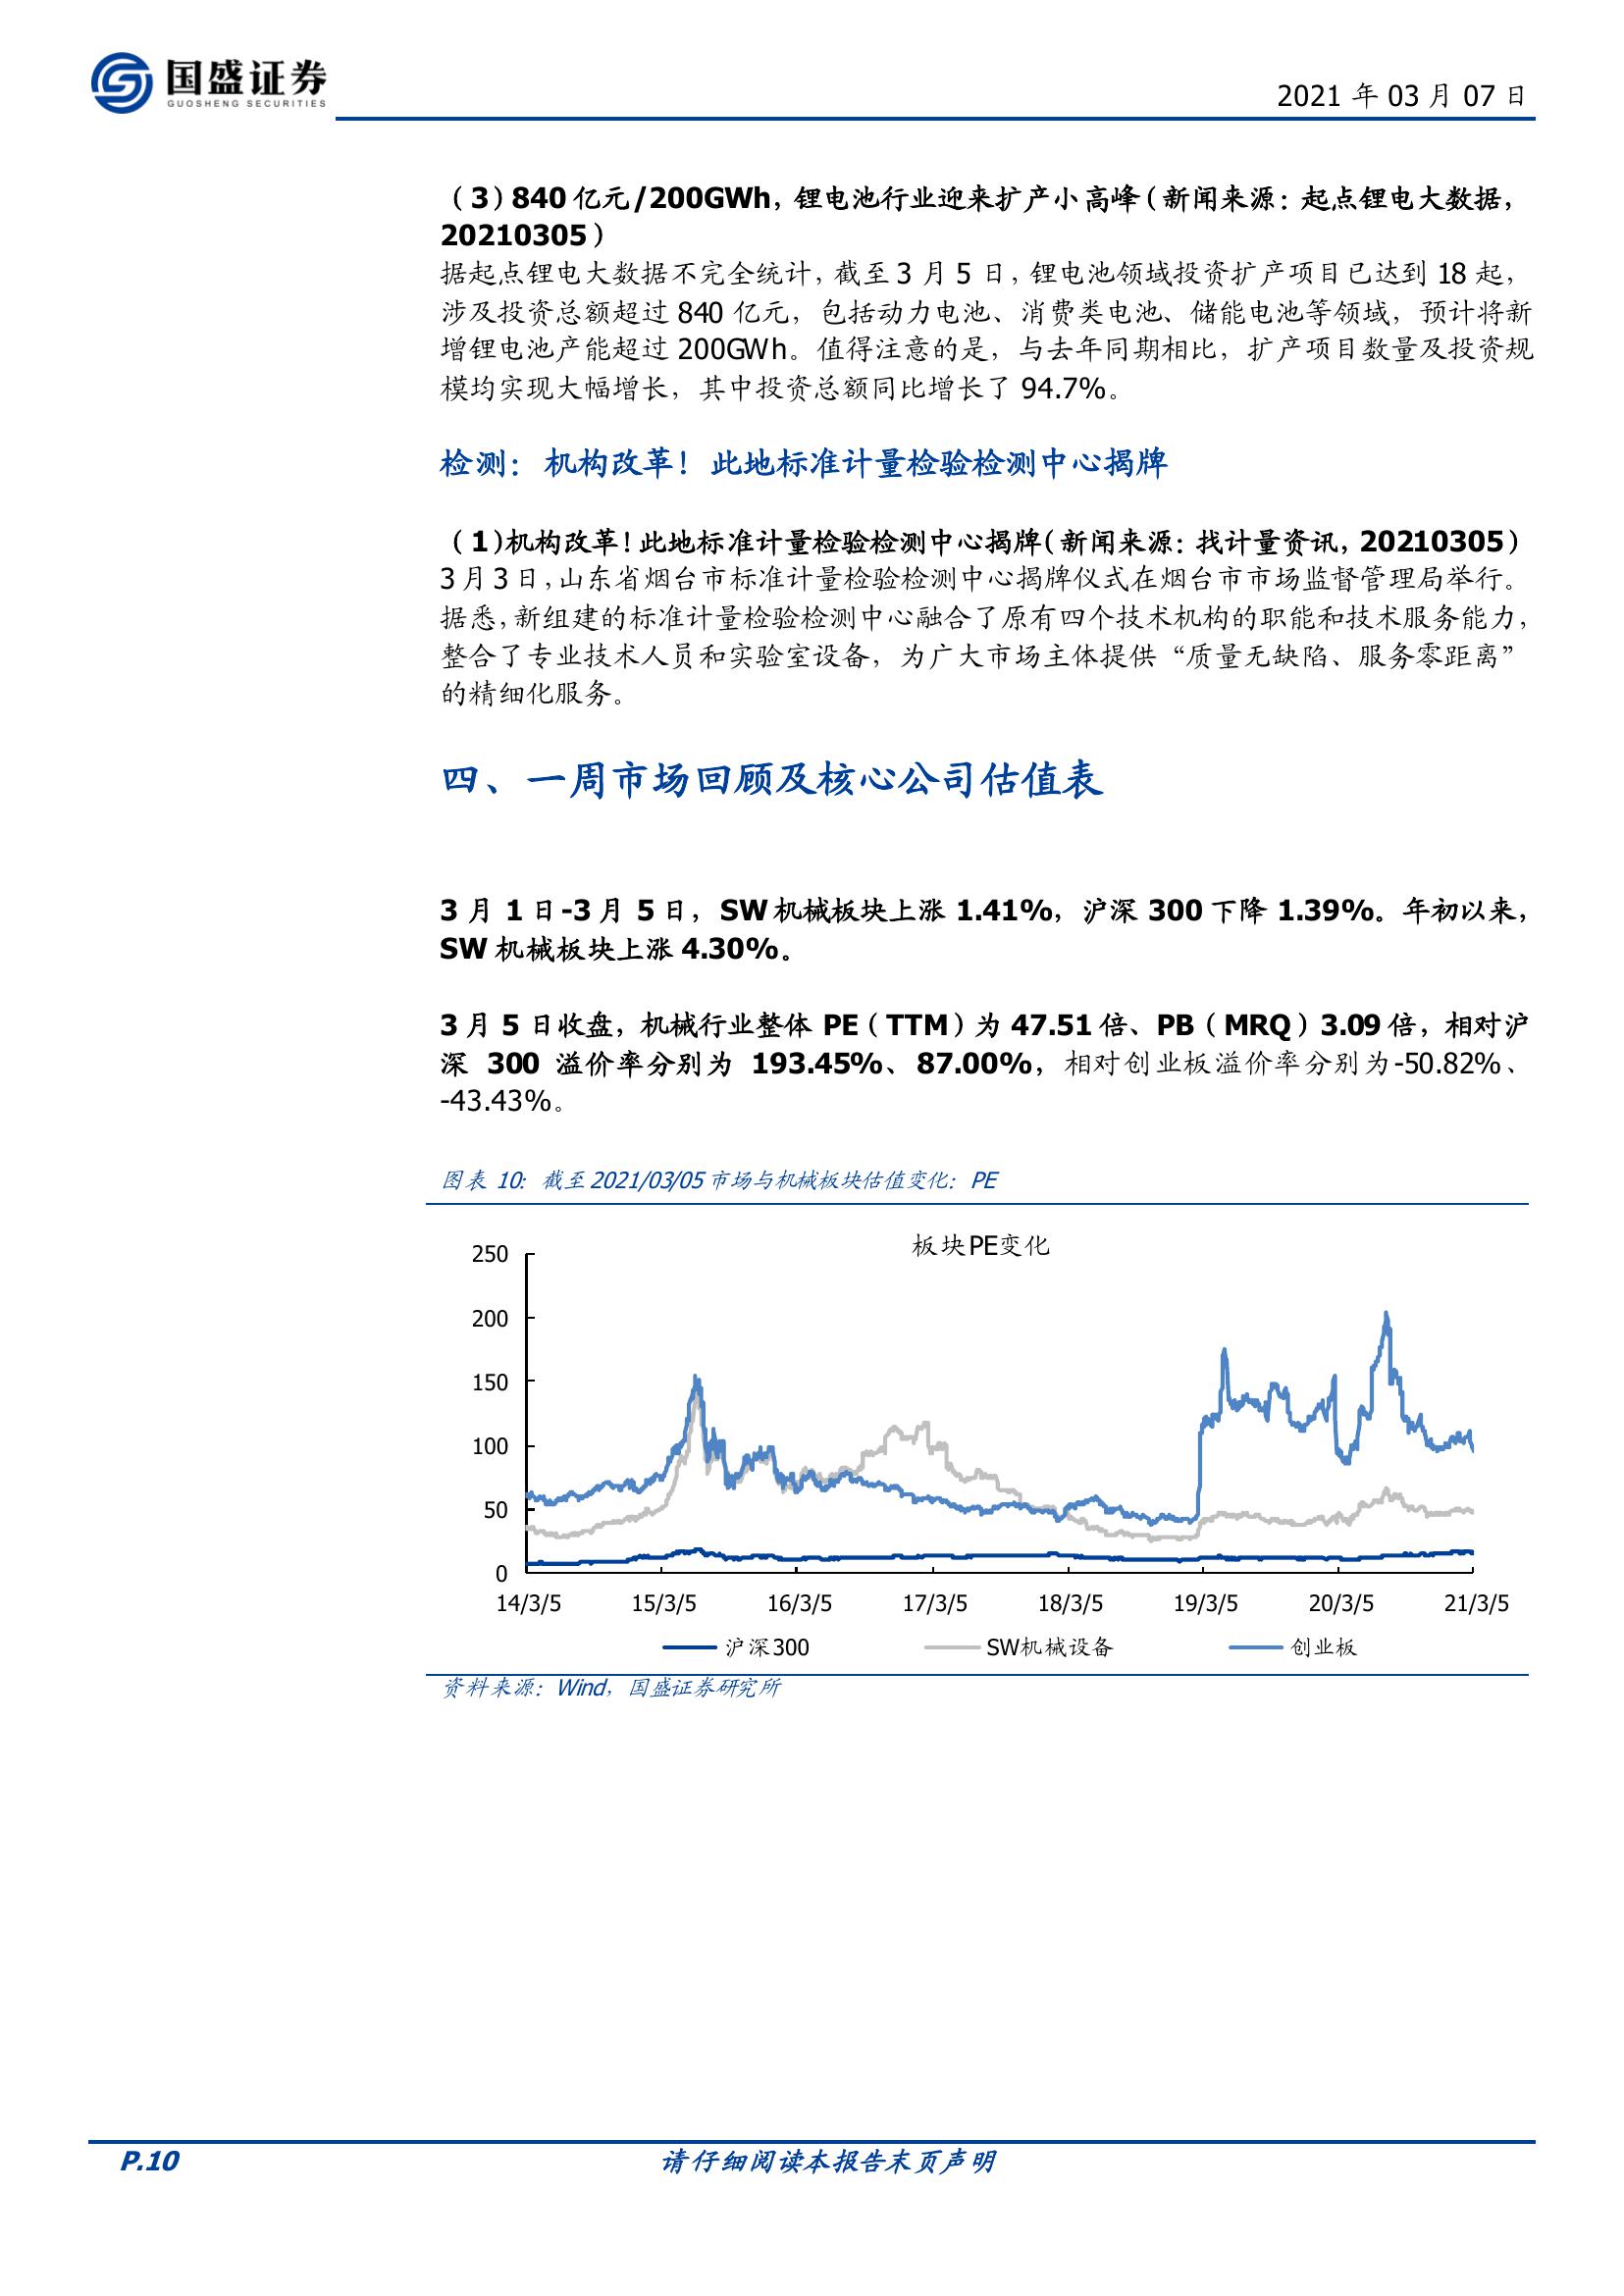 国盛证券
GUOSHENG SECURITIES
2021 年 03 月 07 日
（3）840 亿元/200GWh，锂电池行业迎来扩产小高峰（新闻来源：起点锂电大数据，
20210305）
据起点锂电大数据不完全统计，截至 3 月 5 日，锂电池领域投资扩产项目已达到 18 起，
涉及投资总额超过 840 亿元，包括动力电池、消费类电池、储能电池等领域，预计将新
增锂电池产能超过 200GWh。值得注意的是，与去年同期相比，扩产项目数量及投资规
模均实现大幅增长，其中投资总额同比增长了 94.7%。
检测：机构改革！此地标准计量检验检测中心揭牌
（1）机构改革！此地标准计量检验检测中心揭牌（新闻来源：找计量资讯，20210305）
3 月 3 日，山东省烟台市标准计量检验检测中心揭牌仪式在烟台市市场监督管理局举行。
据悉，新组建的标准计量检验检测中心融合了原有四个技术机构的职能和技术服务能力，
整合了专业技术人员和实验室设备，为广大市场主体提供“质量无缺陷、服务零距离”
的精细化服务。
四、一周市场回顾及核心公司估值表
3 月 1 日-3 月 5 日，SW 机械板块上涨 1.41%，沪深 300 下降 1.39%。年初以来，
SW 机械板块上涨 4.30%。
3 月 5 日收盘，机械行业整体 PE（TTM）为 47.51 倍、PB（MRQ）3.09 倍，相对沪
深 300 溢价率分别为 193.45%、87.00%，相对创业板溢价率分别为-50.82%、
-43.43%。
图表 10：截至 2021/03/05 市场与机械板块估值变化：PE
板块PE变化
250
200
150
100
50
0
14/3/5 15/3/5 16/3/5 17/3/5 18/3/5 19/3/5 20/3/5 21/3/5
沪深300 SW机械设备 创业板
资料来源：Wind，国盛证券研究所
P.10 请仔细阅读本报告末页声明